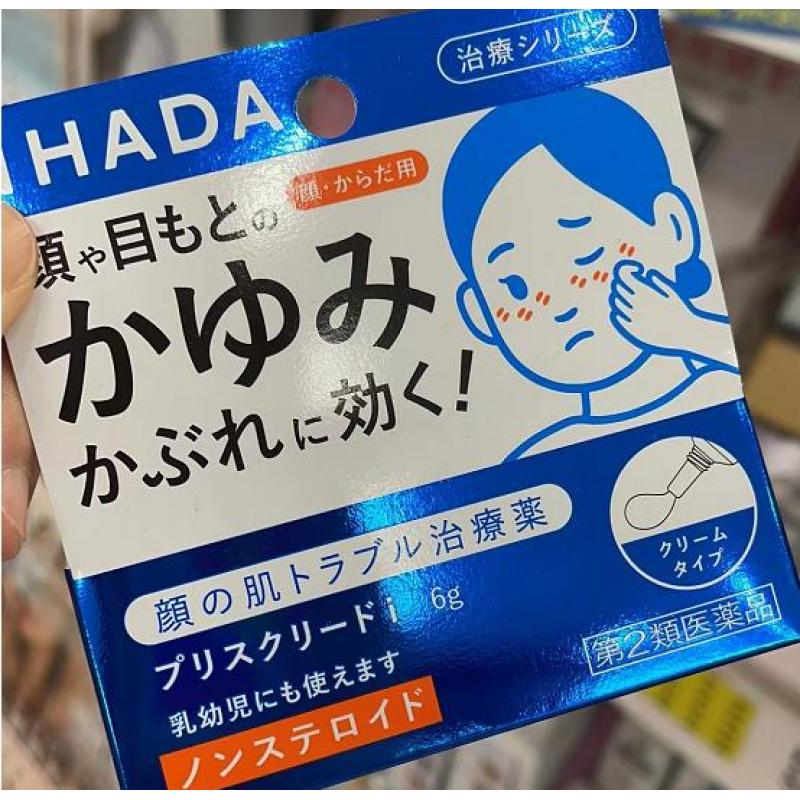 治療シリーズ
IHADA
顔・からだ用
顔や目もとの
かゆみ
かぶれに効く!
クリーム
タイプ
顔の肌トラブル治療薬
プリスクリードi 6g
第2類医薬品
乳幼児にも使えます
ノンステロイド